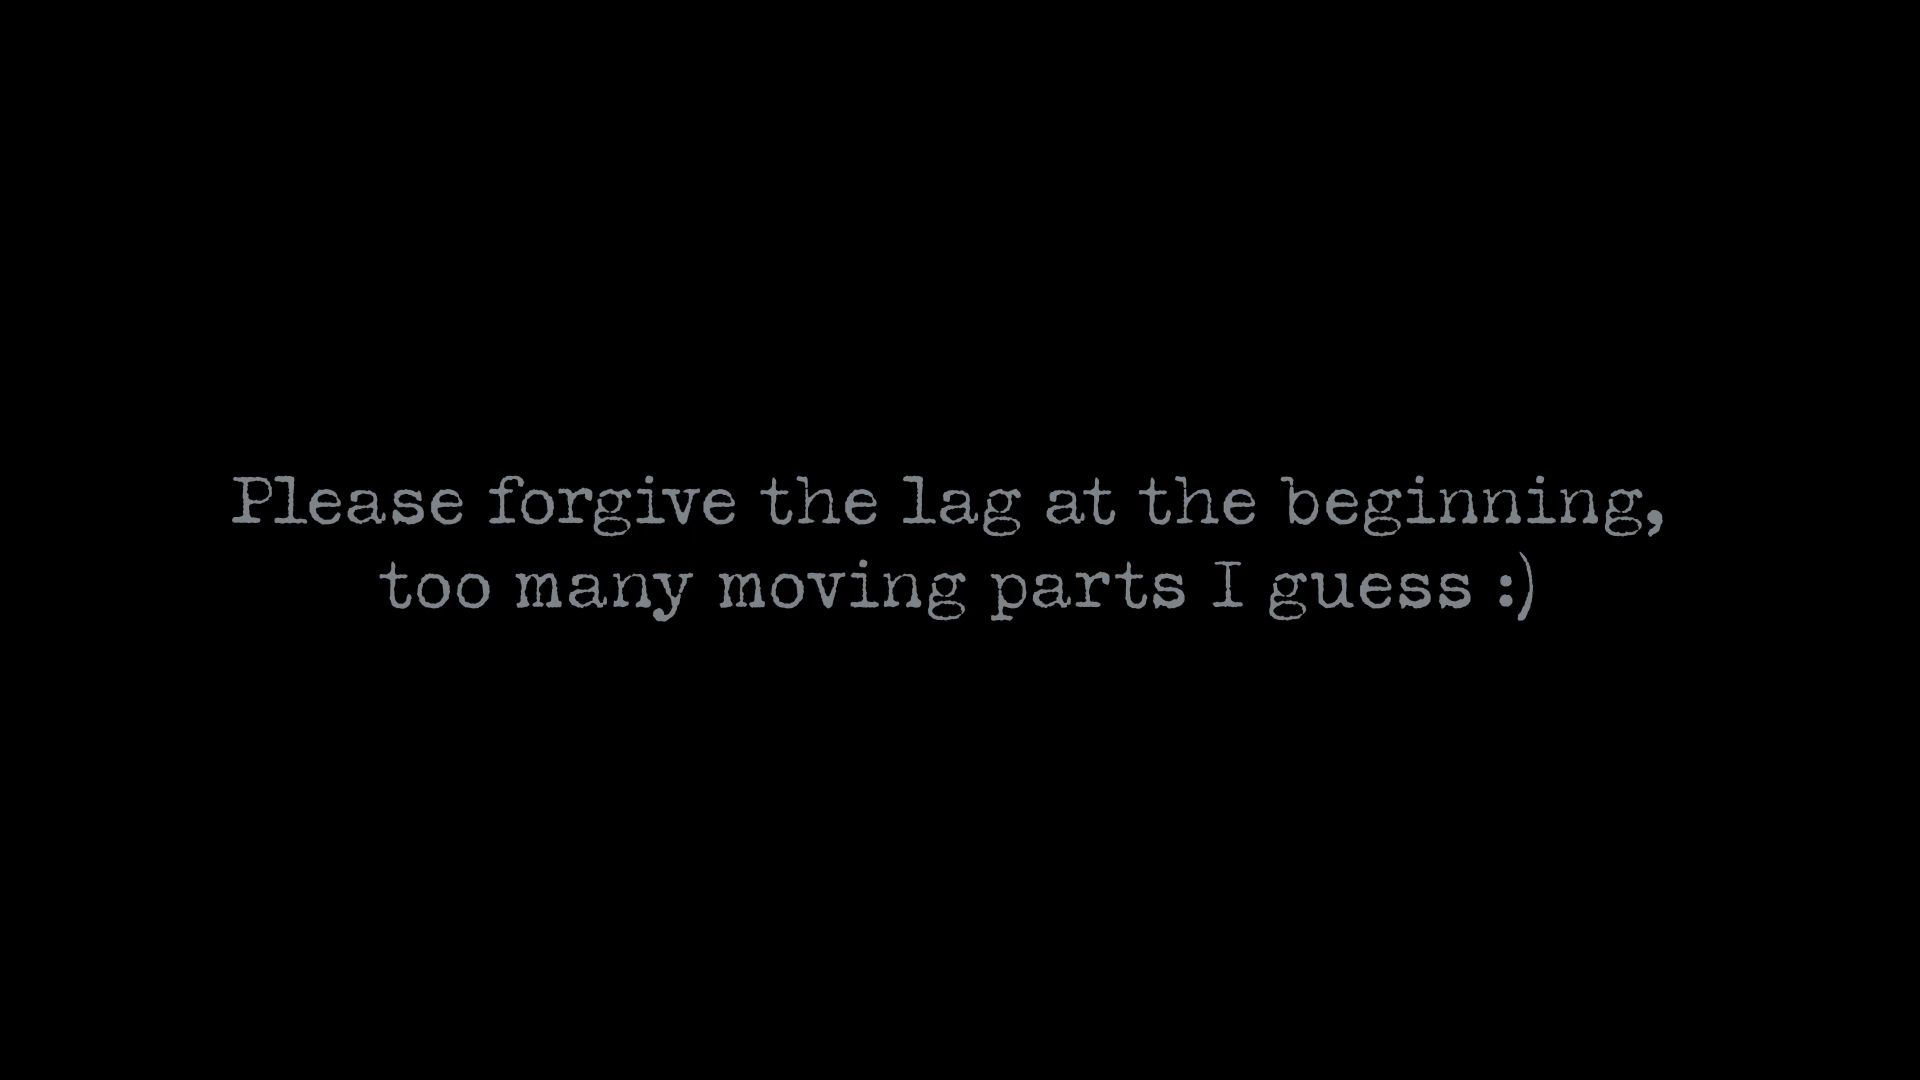 Please forgive the lag at the beginning,
too many moving parts I guess :)